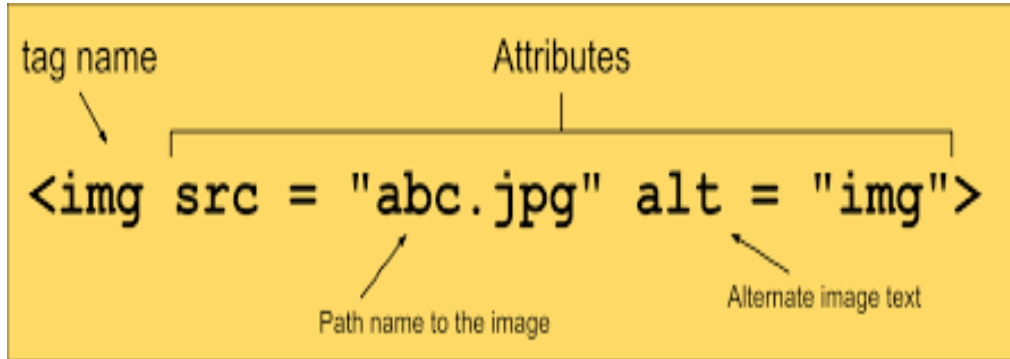 tag name
Attributes
<img src = "abc.jpg" alt = "img">
Path name to the image
Alternate image text